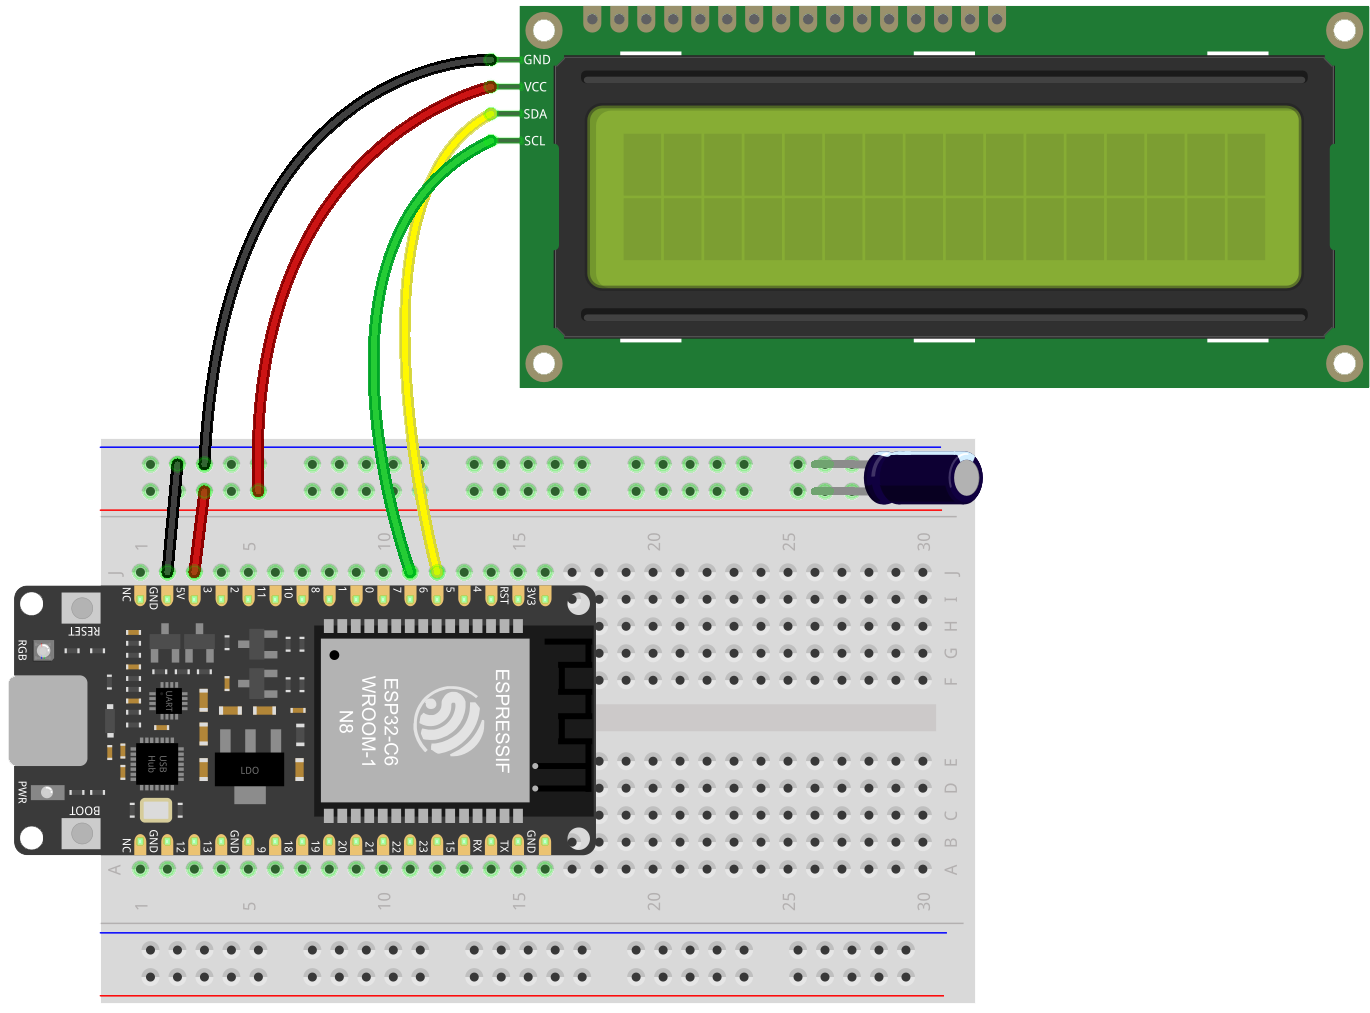 GND
VCC
SDA
SCL
1 5 10 15 20 25 30
J J
NC GND 5V 3 2 11 10 8 1 0 7 6 5 4 RST 3V3
I
H
G
F
RESET
RGB
UART
USB
Hub
LDO
ESP32-C6
WROOM-1
N8
ESPRESSIF
PWR
BOOT
E
D
C
B
NC GND 12 13 GND 9 18 19 20 21 22 23 15 RX TX GND
A A
1 5 10 15 20 25 30